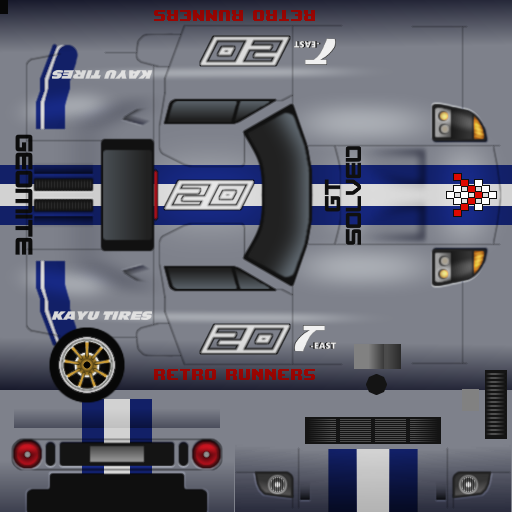 RETRO RUNNERS
20
T-EAST
KAYU TIRES
GEOMITE
20
GT
SOLVED
KAYU TIRES
20
T-EAST
RETRO RUNNERS